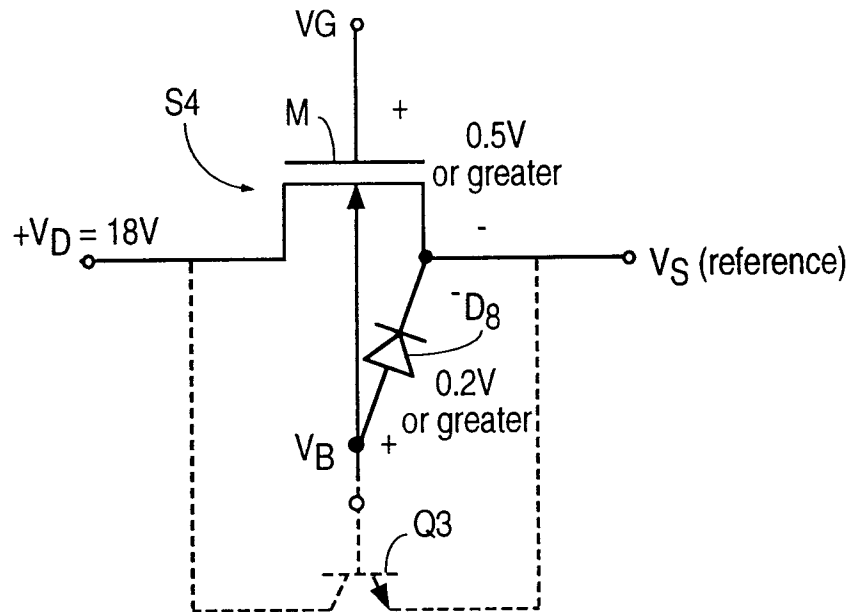 VG
S4
M
+
0.5V
or greater
+VD = 18V
-
VS (reference)
-D8
0.2V
or greater
VB
+
Q3